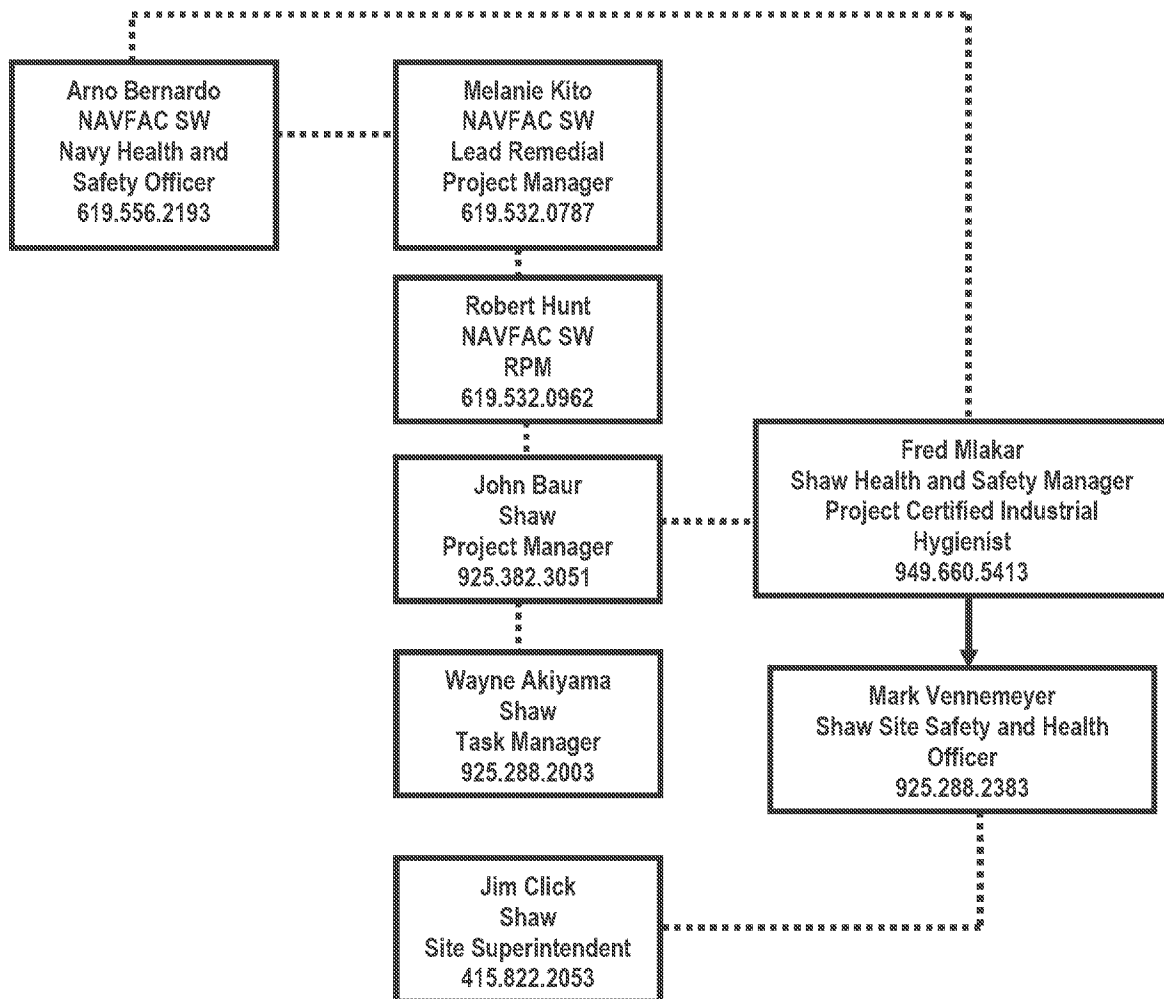 Arno Bernardo
NAVFAC SW
Navy Health and
Safety Officer
619.556.2193
Melanie Kito
NAVFAC SW
Lead Remedial
Project Manager
619.532.0787
Robert Hunt
NAVFAC SW
RPM
619.532.0962
John Baur
Shaw
Project Manager
925.382.3051
Fred Mlakar
Shaw Health and Safety Manager
Project Certified Industrial
Hygienist
949.660.5413
Wayne Akiyama
Shaw
Task Manager
925.288.2003
Mark Vennemeyer
Shaw Site Safety and Health
Officer
925.288.2383
Jim Click
Shaw
Site Superintendent
415.822.2053